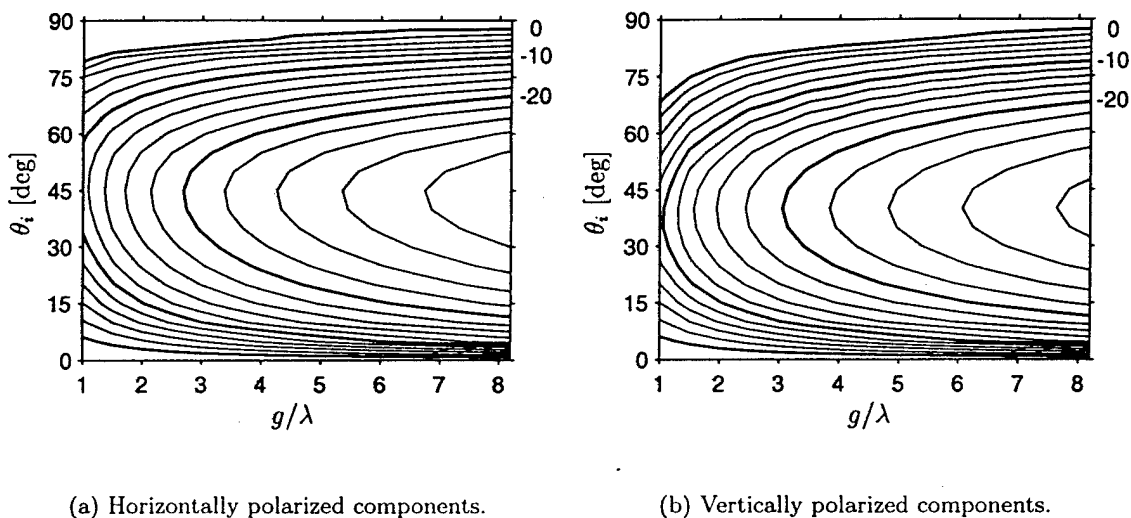 90
75
60
45
30
15
0
θi [deg]
0
-10
-20
1 2 3 4 5 6 7 8
g/λ
(a) Horizontally polarized components.
90
75
60
45
30
15
0
θi [deg]
0
-10
-20
1 2 3 4 5 6 7 8
g/λ
(b) Vertically polarized components.